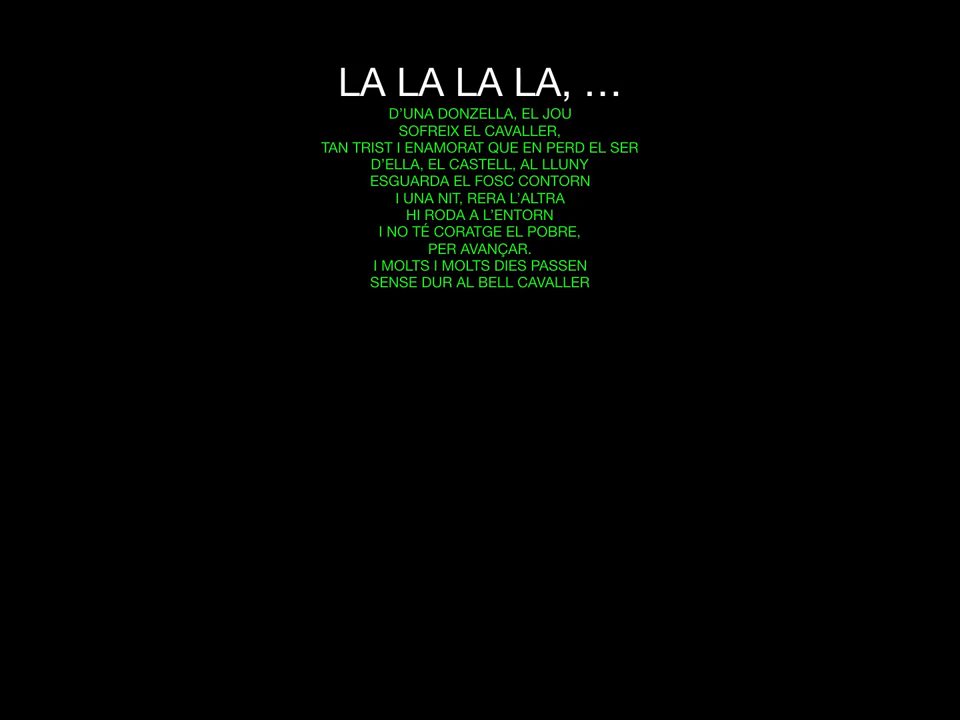 LA LA LA LA, …
D’UNA DONZELLA, EL JOU
SOFREIX EL CAVALLER,
TAN TRIST I ENAMORAT QUE EN PERD EL SER
D’ELLA, EL CASTELL, AL LLUNY
ESGUARDA EL FOSC CONTORN
I UNA NIT, RERA L’ALTRA
HI RODA A L’ENTORN
I NO TÉ CORATGE EL POBRE,
PER AVANÇAR.
I MOLTS I MOLTS DIES PASSEN
SENSE DUR AL BELL CAVALLER